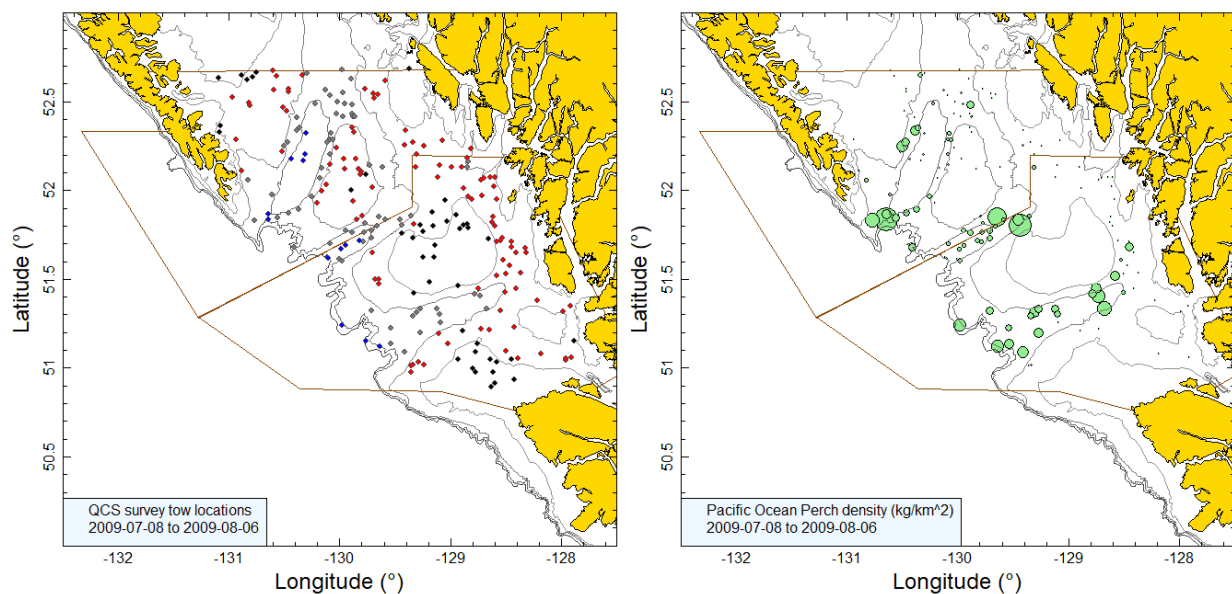 52.5
52
51.5
51
50.5
Latitude (°)
QCS survey tow locations
2009-07-08 to 2009-08-06
-132
-131
-130
-129
-128
Longitude (°)
52.5
52
51.5
51
50.5
Latitude (°)
Pacific Ocean Perch density (kg/km^2)
2009-07-08 to 2009-08-06
-132
-131
-130
-129
-128
Longitude (°)